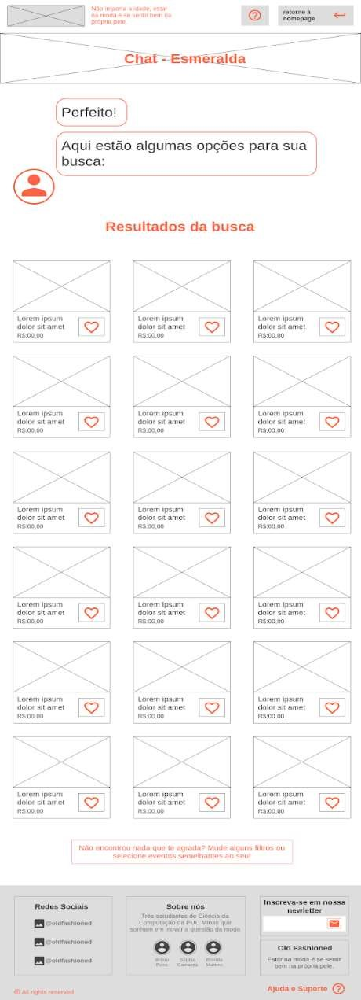 Não importa a idade, estar
na moda é se sentir bem na
própria pele.
retorne à
homepage
Chat - Esmeralda
Perfeito!
Aqui estão algumas opções para sua
busca:
Resultados da busca
Lorem ipsum
dolor sit amet
R$:00,00
Lorem ipsum
dolor sit amet
R$:00,00
Lorem ipsum
dolor sit amet
R$:00,00
Lorem ipsum
dolor sit amet
R$:00,00
Lorem ipsum
dolor sit amet
R$:00,00
Lorem ipsum
dolor sit amet
R$:00,00
Lorem ipsum
dolor sit amet
R$:00,00
Lorem ipsum
dolor sit amet
R$:00,00
Lorem ipsum
dolor sit amet
R$:00,00
Lorem ipsum
dolor sit amet
R$:00,00
Lorem ipsum
dolor sit amet
R$:00,00
Lorem ipsum
dolor sit amet
R$:00,00
Lorem ipsum
dolor sit amet
R$:00,00
Lorem ipsum
dolor sit amet
R$:00,00
Lorem ipsum
dolor sit amet
R$:00,00
Lorem ipsum
dolor sit amet
R$:00,00
Lorem ipsum
dolor sit amet
R$:00,00
Lorem ipsum
dolor sit amet
R$:00,00
Não encontrou nada que te agrada? Mude alguns filtros ou
selecione eventos semelhantes ao seu!
Redes Sociais
@oldfashioned
@oldfashioned
@oldfashioned
Sobre nós
Três estudantes de Ciência da
Computação da PUC Minas que
sonham em inovar a questão da moda
Breno
Pires
Sophia
Carrazza
Brenda
Inscreva-se em nossa
newletter
Old Fashioned
Estar na moda é se sentir
bem na própria pele.
© All rights reserved
Ajuda e Suporte